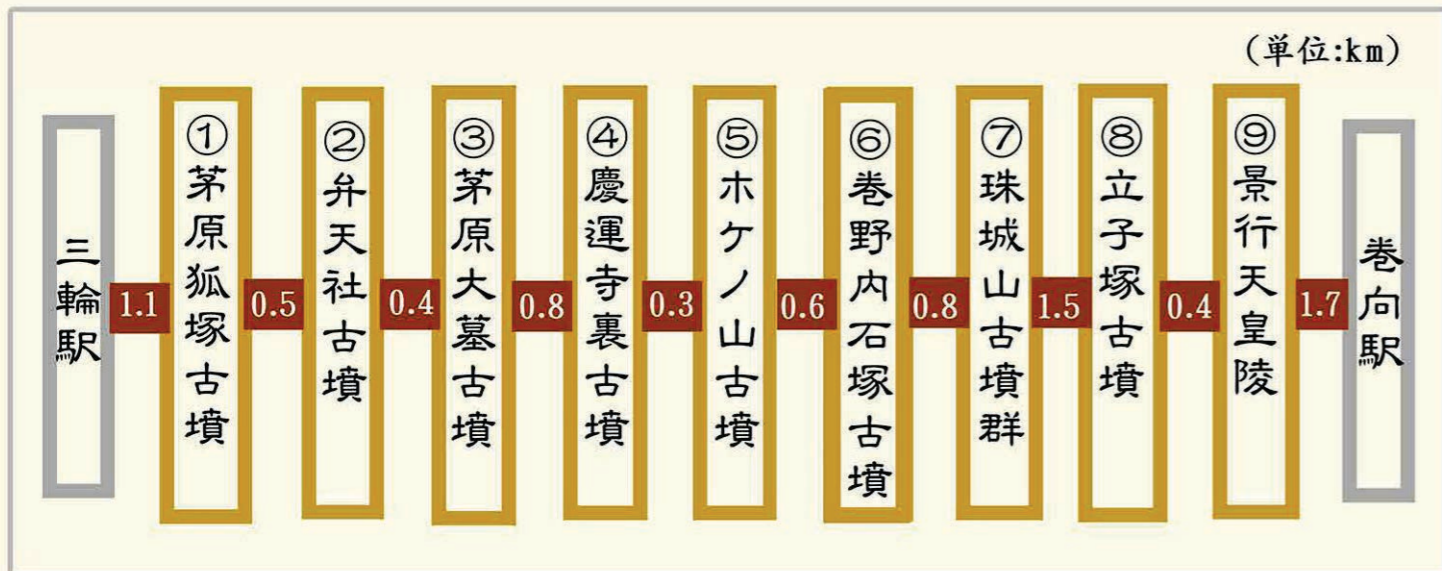 (単位:km)
三輪駅
1.1
①茅原狐塚古墳
0.5
②弁天社古墳
0.4
③茅原大墓古墳
0.8
④慶運寺裏古墳
0.3
⑤ホケノ山古墳
0.6
⑥巻野内石塚古墳
0.8
⑦珠城山古墳群
1.5
⑧立子塚古墳
0.4
⑨景行天皇陵
1.7
巻向駅